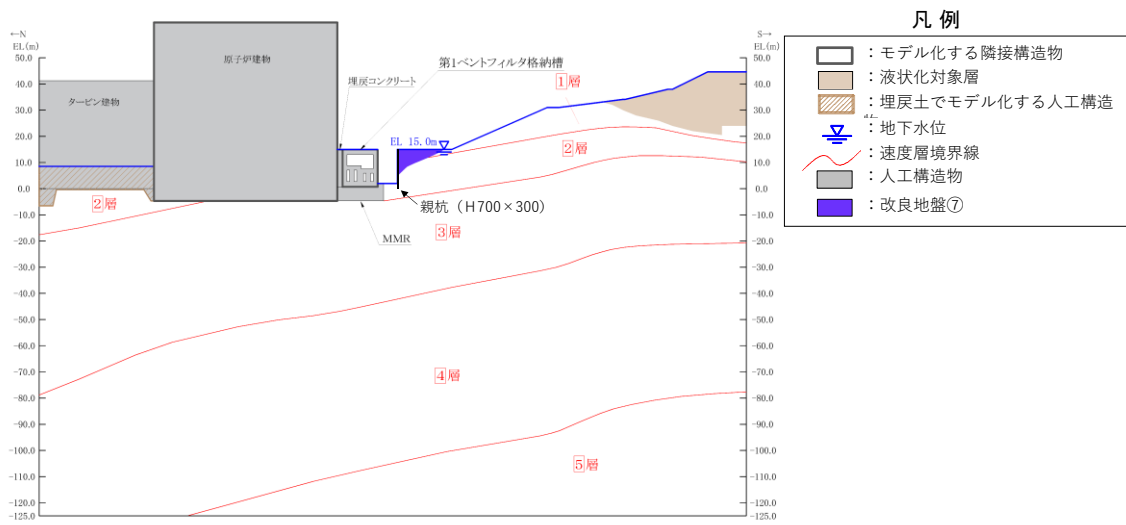 ←N
EL(m)
50.0
40.0
30.0
20.0
10.0
0.0
-10.0
-20.0
-30.0
-40.0
-50.0
-60.0
-70.0
-80.0
-90.0
-100.0
-110.0
-120.0
-125.0
原子炉建物
タービン建物
埋戻コンクリート
第1ベントフィルタ格納槽
EL 15.0m
親杭（H700×300）
MMR
1層
2層
2層
3層
4層
5層
S→
EL(m)
50.0
40.0
30.0
20.0
10.0
0.0
-10.0
-20.0
-30.0
-40.0
-50.0
-60.0
-70.0
-80.0
-90.0
-100.0
-110.0
-120.0
-125.0
凡 例
：モデル化する隣接構造物
：液状化対象層
：埋戻土でモデル化する人工構造
：地下水位
：速度層境界線
：人工構造物
：改良地盤⑦